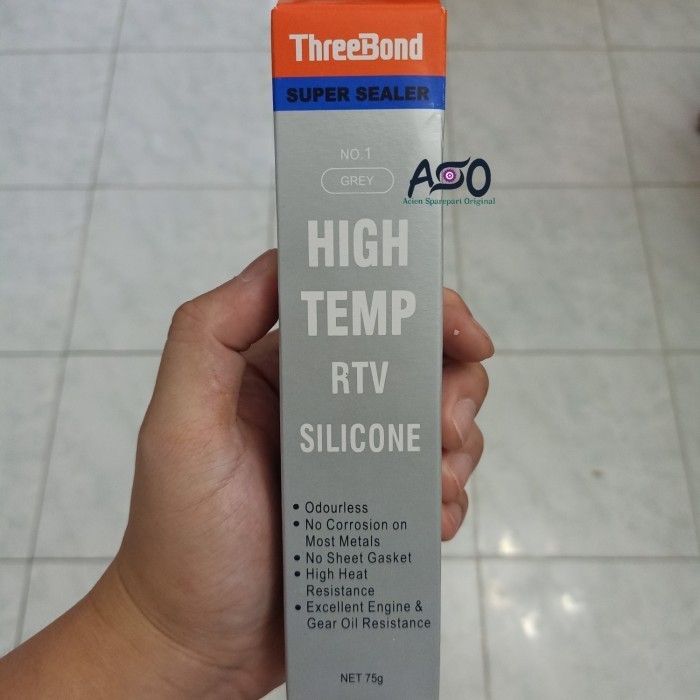 ThreeBond
SUPER SEALER
NO.1
GREY
ASO
Acien Sparepart Original
HIGH
TEMP
RTV
SILICONE
• Odourless
• No Corrosion on
Most Metals
• No Sheet Gasket
• High Heat
Resistance
• Excellent Engine &
Gear Oil Resistance
NET 75g